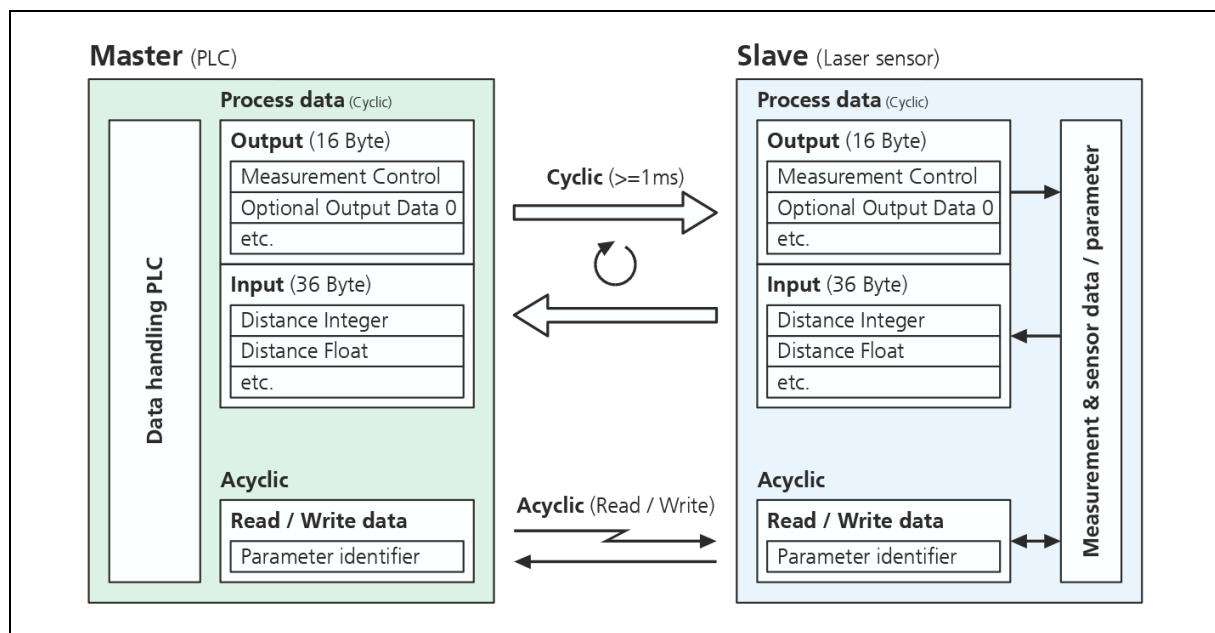 Master (PLC)
Process data (Cyclic)
Output (16 Byte)
Measurement Control
Optional Output Data 0
etc.
Input (36 Byte)
Distance Integer
Distance Float
etc.
Data handling PLC
Acyclic
Read / Write data
Parameter identifier
Cyclic (>=1ms)
Acyclic (Read / Write)
Slave (Laser sensor)
Process data (Cyclic)
Output (16 Byte)
Measurement Control
Optional Output Data 0
etc.
Input (36 Byte)
Distance Integer
Distance Float
etc.
Acyclic
Read / Write data
Parameter identifier
Measurement & sensor data / parameter